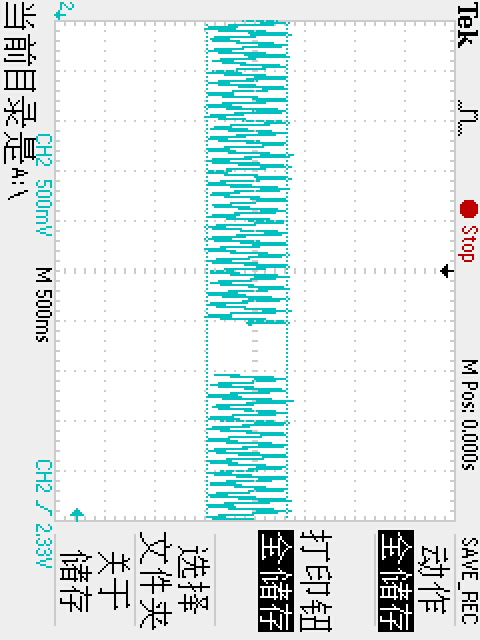 Tek
Stop
M Pos: 0.000s
SAVE_REC
动作
全储存
打印钮
全储存
选择
文件夹
关于
储存
2
CH2 500mV
M 500ms
CH2 / 2.33V
当前目录是A:\